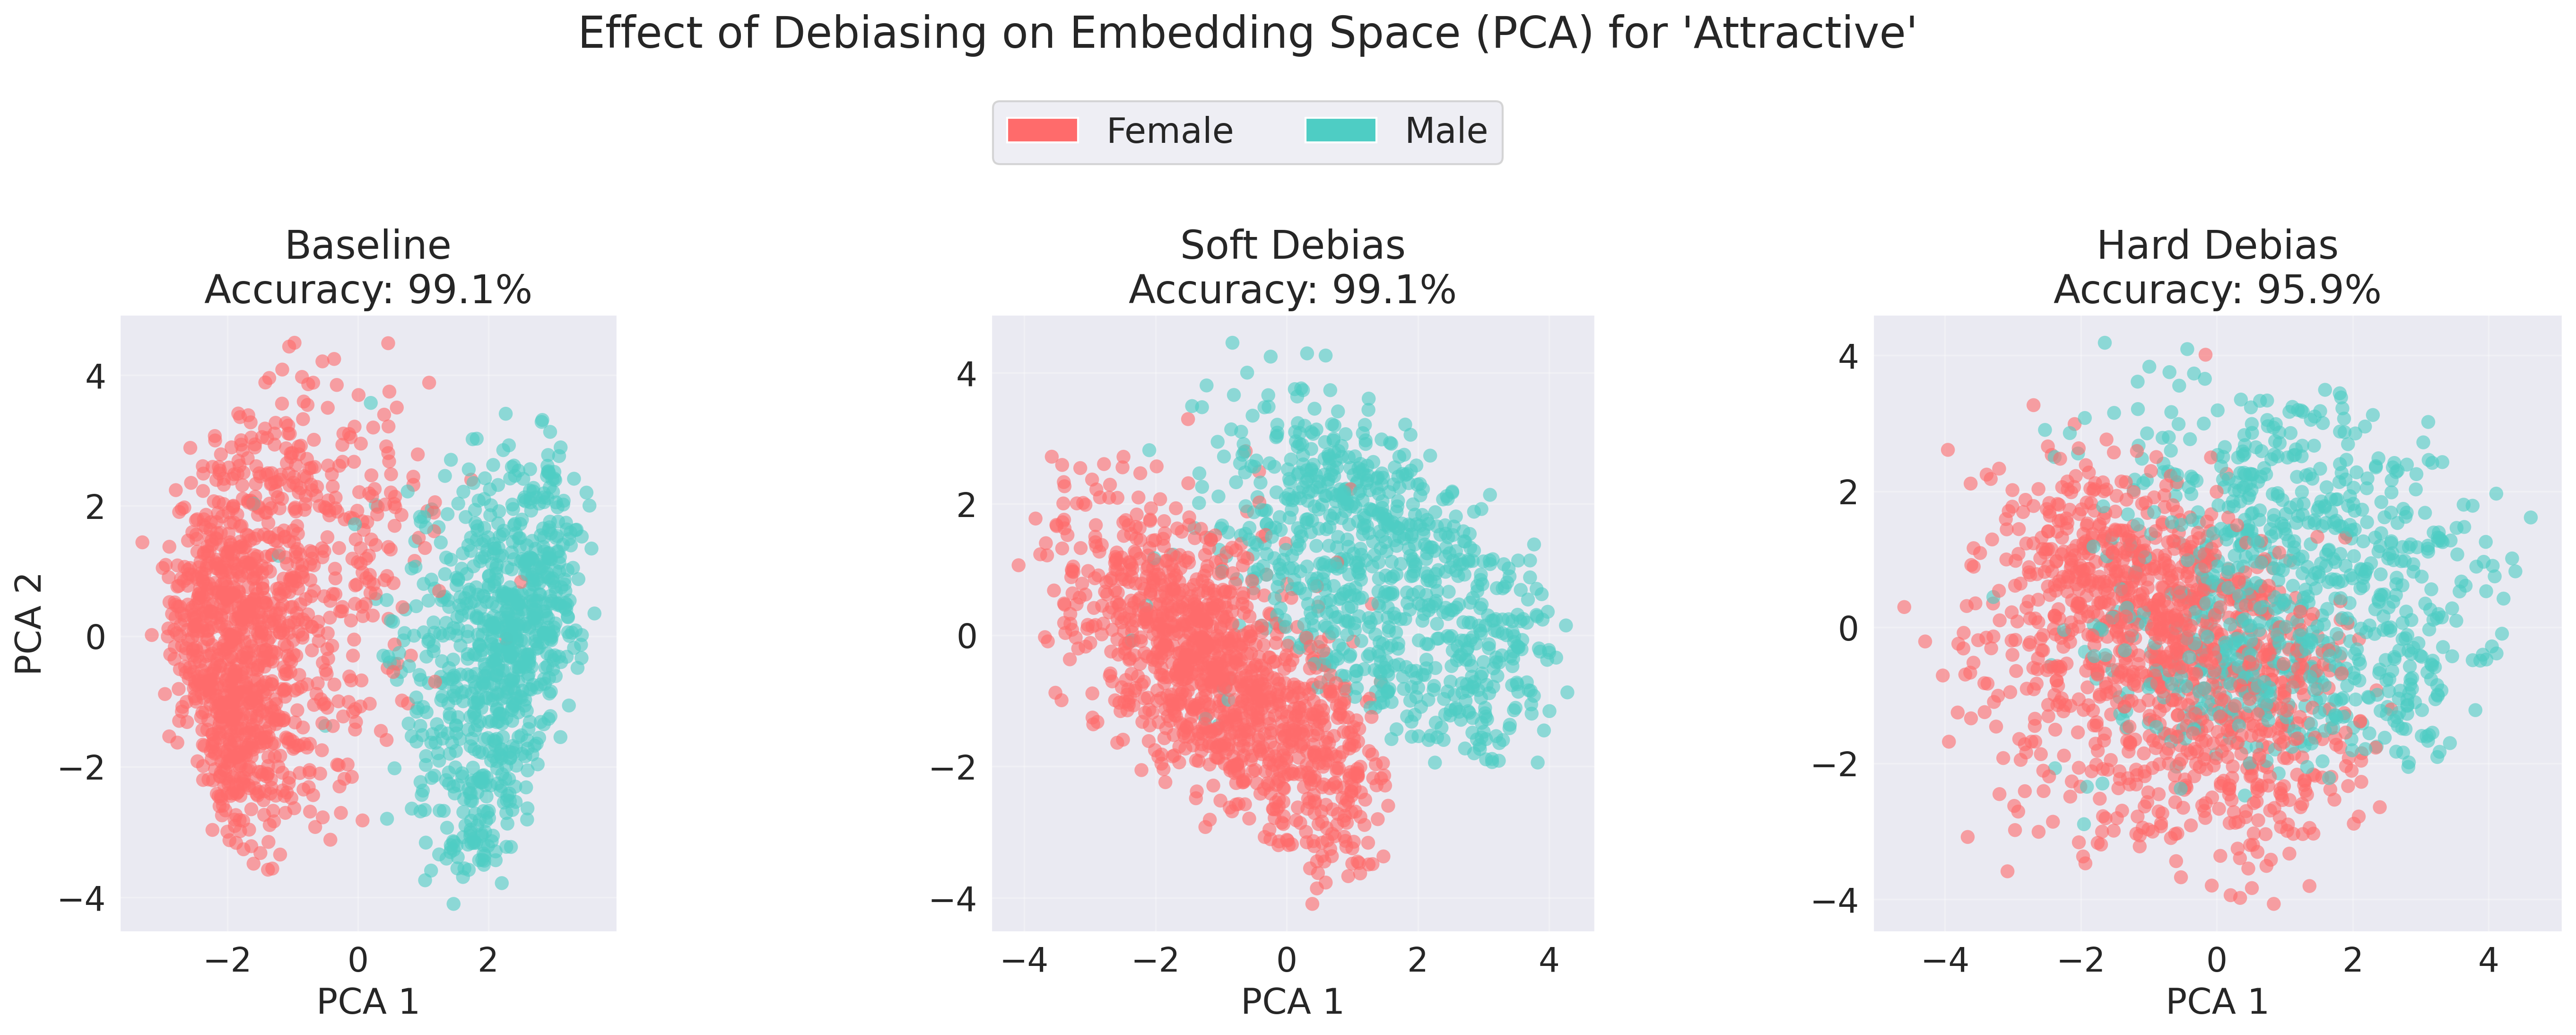 Effect of Debiasing on Embedding Space (PCA) for 'Attractive'
Female Male
Baseline
Accuracy: 99.1%
4
2
0
−2
−4
PCA 2
−2 0 2
PCA 1
Soft Debias
Accuracy: 99.1%
4
2
0
−2
−4
−4 −2 0 2 4
PCA 1
Hard Debias
Accuracy: 95.9%
4
2
0
−2
−4
−4 −2 0 2 4
PCA 1